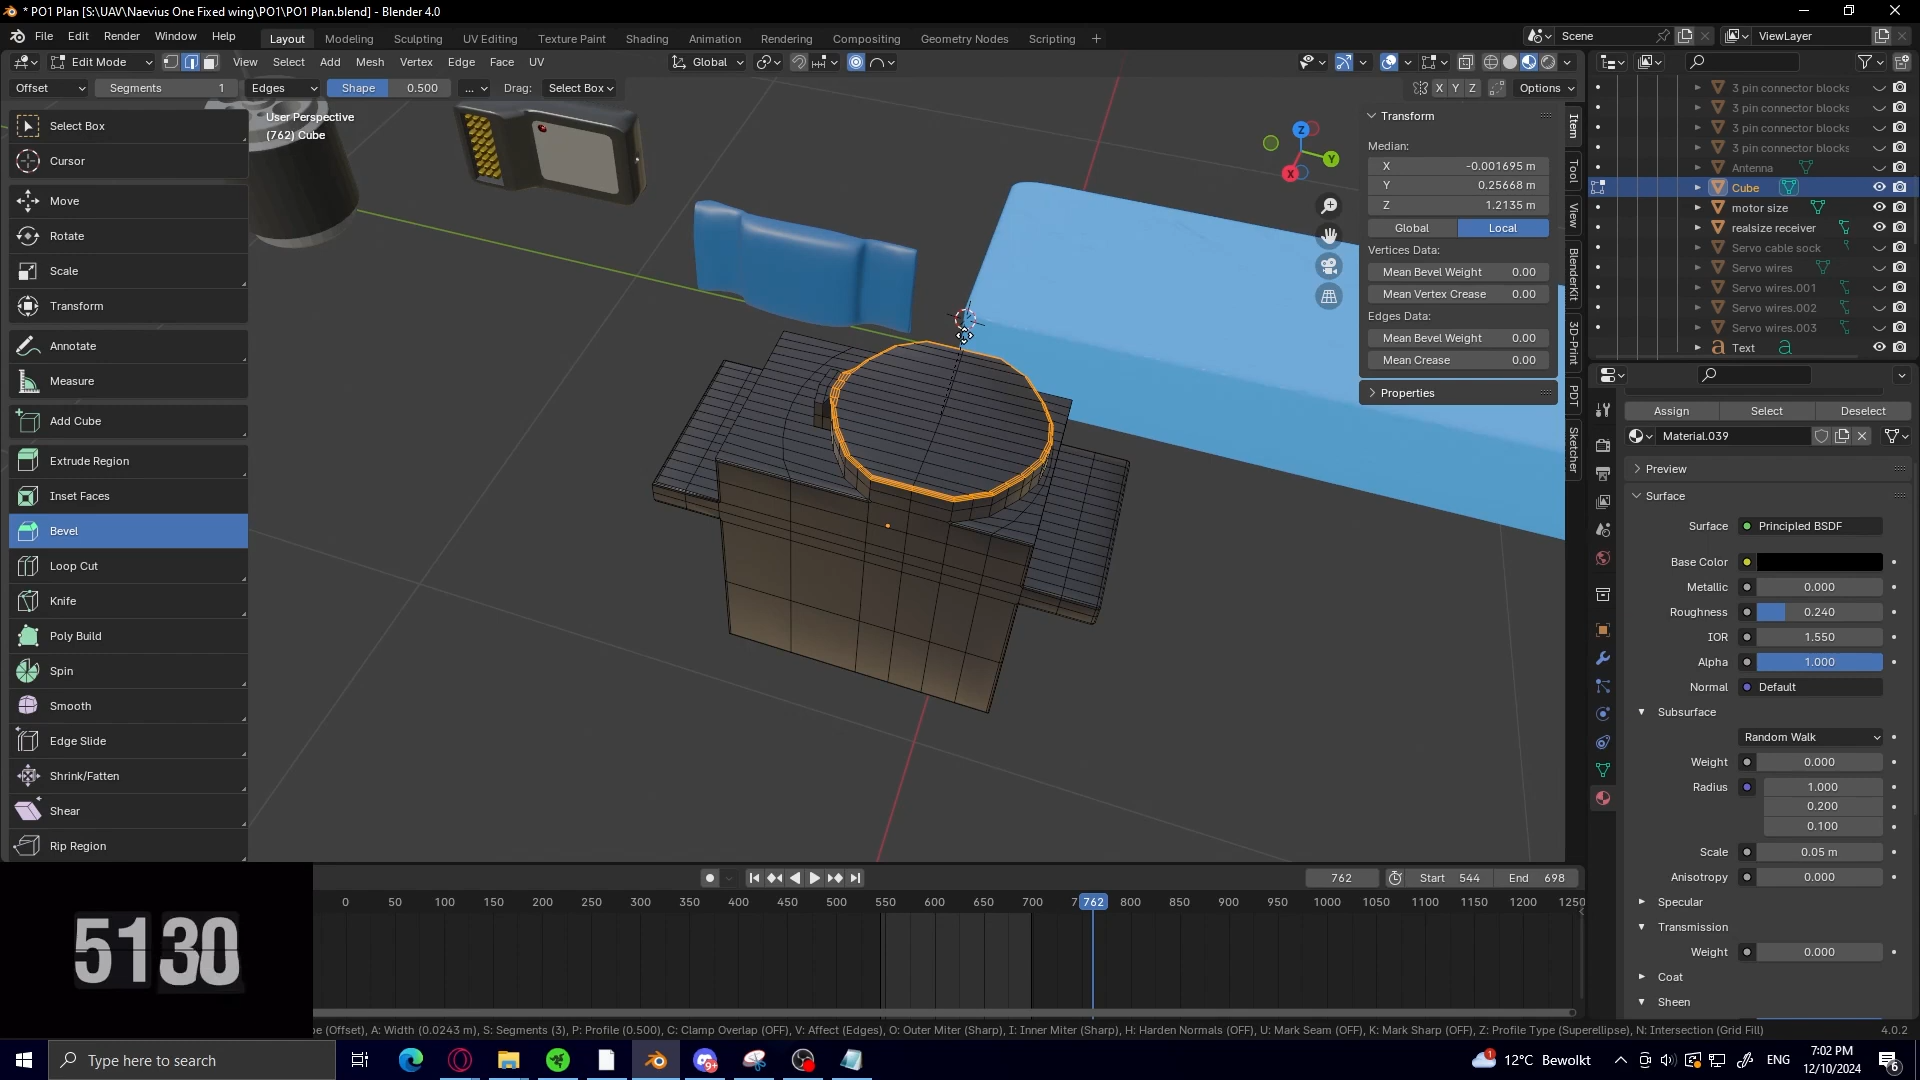 * PO1 Plan [S:\UAV\Naevius One Fixed wing\PO1\PO1 Plan.blend] - Blender 4.0
File Edit Render Window Help
Layout Modeling Sculpting UV Editing Texture Paint Shading Animation Rendering Compositing Geometry Nodes Scripting +
Scene
ViewLayer
Edit Mode View Select Add Mesh Vertex Edge Face UV
Global
Offset Segments 1 Edges Shape 0.500 ... Drag: Select Box
X Y Z Options
User Perspective
(762) Cube
Select Box
Cursor
Move
Rotate
Scale
Transform
Annotate
Measure
Add Cube
Extrude Region
Inset Faces
Bevel
Loop Cut
Knife
Poly Build
Spin
Smooth
Edge Slide
Shrink/Fatten
Shear
Rip Region
Z
Y
X
Transform
Median:
X -0.001695 m
Y 0.25668 m
Z 1.2135 m
Global Local
Vertices Data:
Mean Bevel Weight 0.00
Mean Vertex Crease 0.00
Edges Data:
Mean Bevel Weight 0.00
Mean Crease 0.00
Properties
Item
Tool
View
BlenderKit
3D-Print
PDT
Sketcher
3 pin connector blocks
3 pin connector blocks
3 pin connector blocks
3 pin connector blocks
Antenna
Cube
motor size
realsize receiver
Servo cable sock
Servo wires
Servo wires.001
Servo wires.002
Servo wires.003
Text
Assign Select Deselect
Material.039
Preview
Surface
Surface Principled BSDF
Base Color
Metallic 0.000
Roughness 0.240
IOR 1.550
Alpha 1.000
Normal Default
Subsurface
Random Walk
Weight 0.000
Radius 1.000
0.200
0.100
Scale 0.05 m
Anisotropy 0.000
Specular
Transmission
Weight 0.000
Coat
Sheen
762 Start 544 End 698
0 50 100 150 200 250 300 350 400 450 500 550 600 650 700 7 762 800 850 900 950 1000 1050 1100 1150 1200 1250
51 30
e (Offset), A: Width (0.0243 m), S: Segments (3), P: Profile (0.500), C: Clamp Overlap (OFF), V: Affect (Edges), O: Outer Miter (Sharp), I: Inner Miter (Sharp), H: Harden Normals (OFF), U: Mark Seam (OFF), K: Mark Sharp (OFF), Z: Profile Type (Superellipse), N: Intersection (Grid Fill)
4.0.2
Type here to search
9+
1
12°C Bewolkt
ENG
7:02 PM
12/10/2024
6